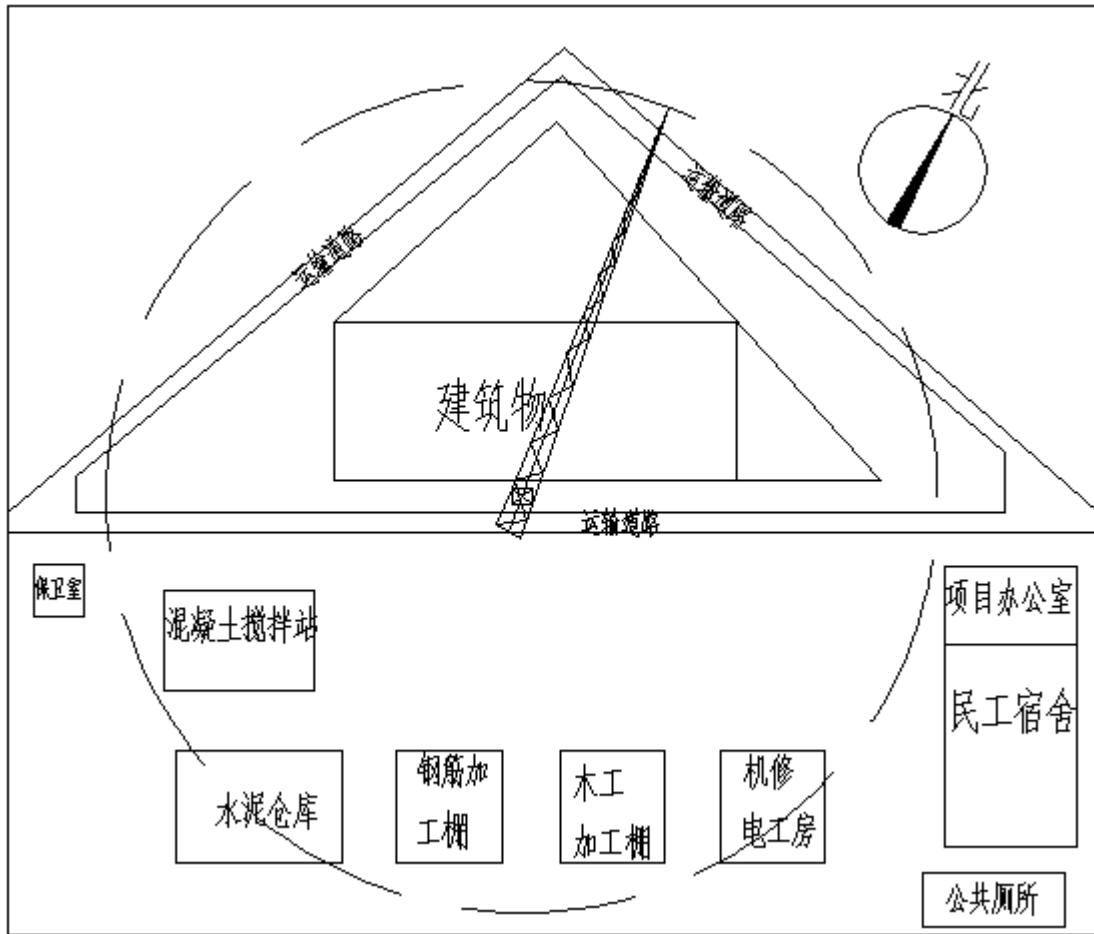 北
运输道路
运输道路
建筑物
运输道路
保卫室
混凝土搅拌站
项目办公室
民工宿舍
水泥仓库
钢筋加
工棚
木工
加工棚
机修
电工房
公共厕所